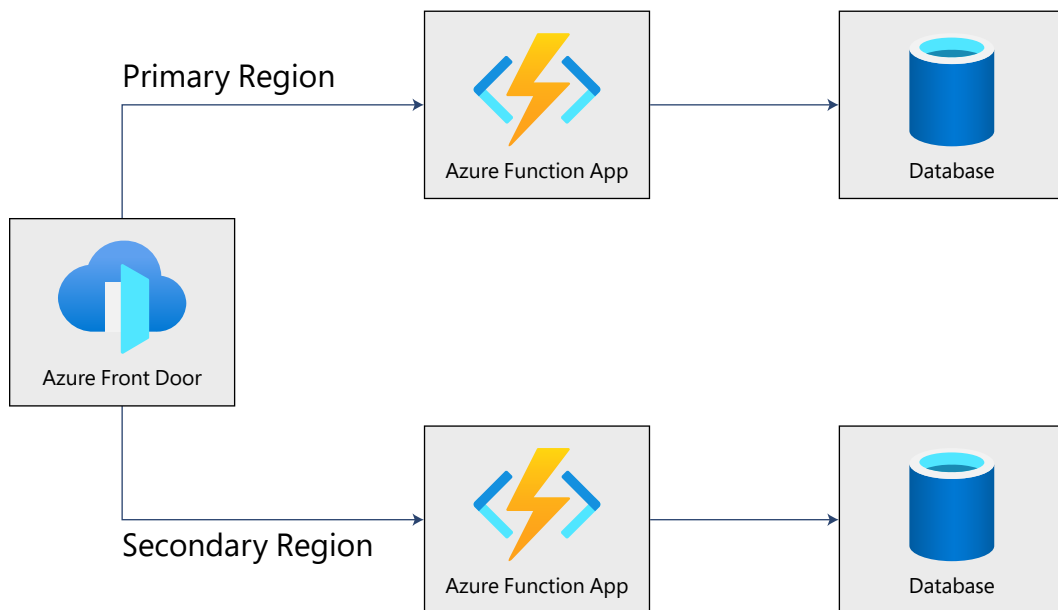 Primary Region
Azure Function App
Database
Azure Front Door
Secondary Region
Azure Function App
Database